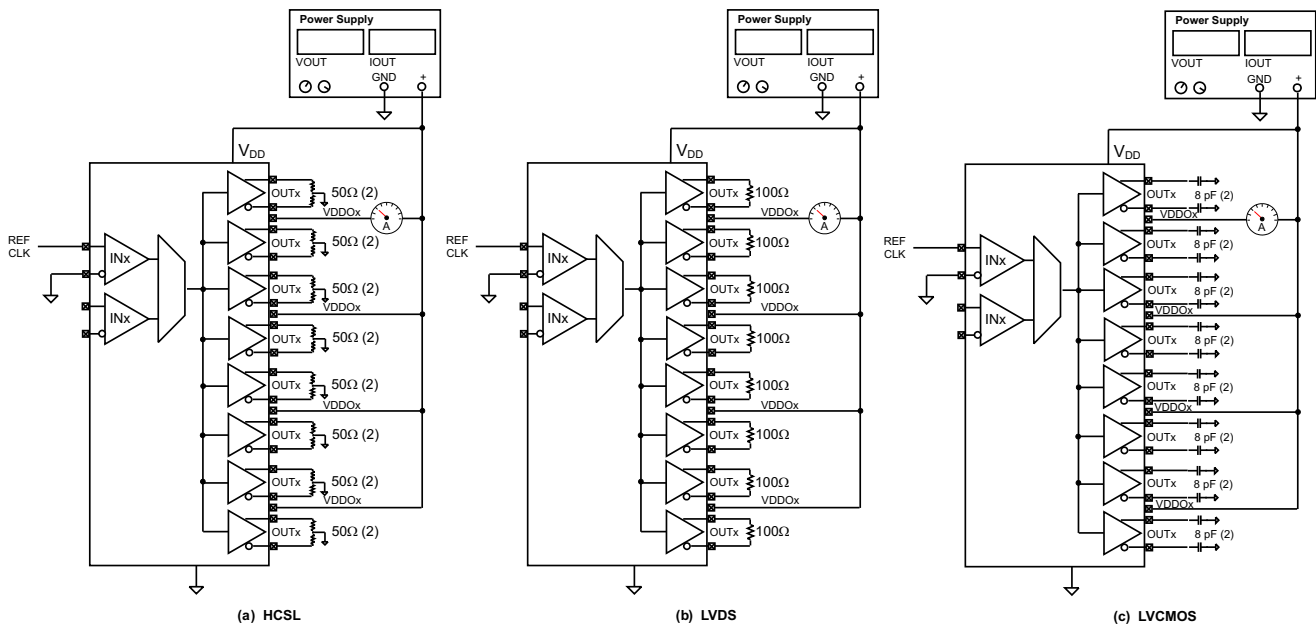 Power Supply
VOUT IOUT
GND +
V_DD
OUTx 50Ω (2)
VDDOx
A
OUTx 50Ω (2)
REF
CLK
INx
OUTx 50Ω (2)
VDDOx
INx
OUTx 50Ω (2)
OUTx 50Ω (2)
VDDOx
OUTx 50Ω (2)
OUTx 50Ω (2)
VDDOx
OUTx 50Ω (2)
(a) HCSL
Power Supply
VOUT IOUT
GND +
V_DD
OUTx 100Ω
VDDOx
A
OUTx 100Ω
REF
CLK
INx
OUTx 100Ω
VDDOx
INx
OUTx 100Ω
OUTx 100Ω
VDDOx
OUTx 100Ω
OUTx 100Ω
VDDOx
OUTx 100Ω
(b) LVDS
Power Supply
VOUT IOUT
GND +
V_DD
OUTx 8 pF (2)
VDDOx
A
OUTx 8 pF (2)
REF
CLK
INx
OUTx 8 pF (2)
VDDOx
INx
OUTx 8 pF (2)
OUTx 8 pF (2)
VDDOx
OUTx 8 pF (2)
OUTx 8 pF (2)
VDDOx
OUTx 8 pF (2)
(c) LVCMOS